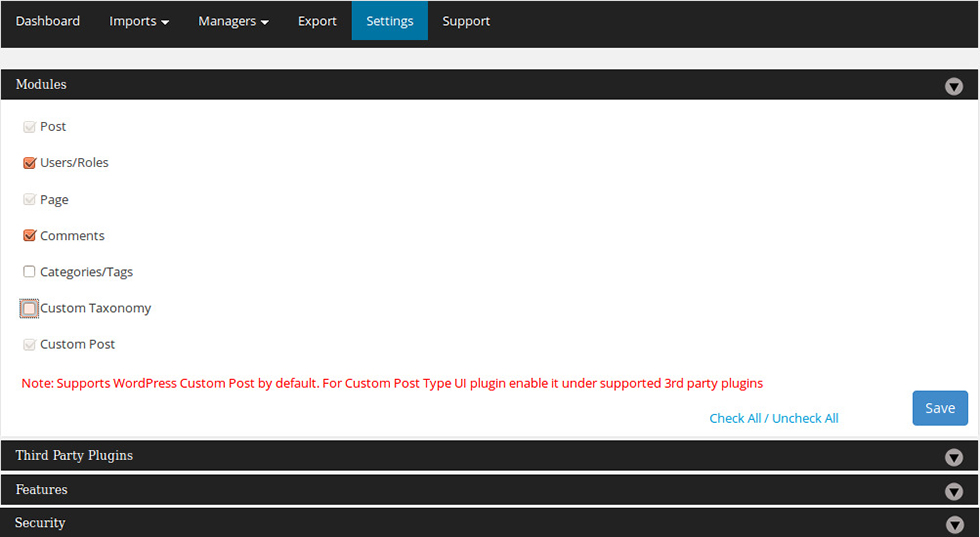 Dashboard Imports Managers Export Settings Support
Modules
Post
Users/Roles
Page
Comments
Categories/Tags
Custom Taxonomy
Custom Post
Note: Supports WordPress Custom Post by default. For Custom Post Type UI plugin enable it under supported 3rd party plugins
Save
Check All / Uncheck All
Third Party Plugins
Features
Security